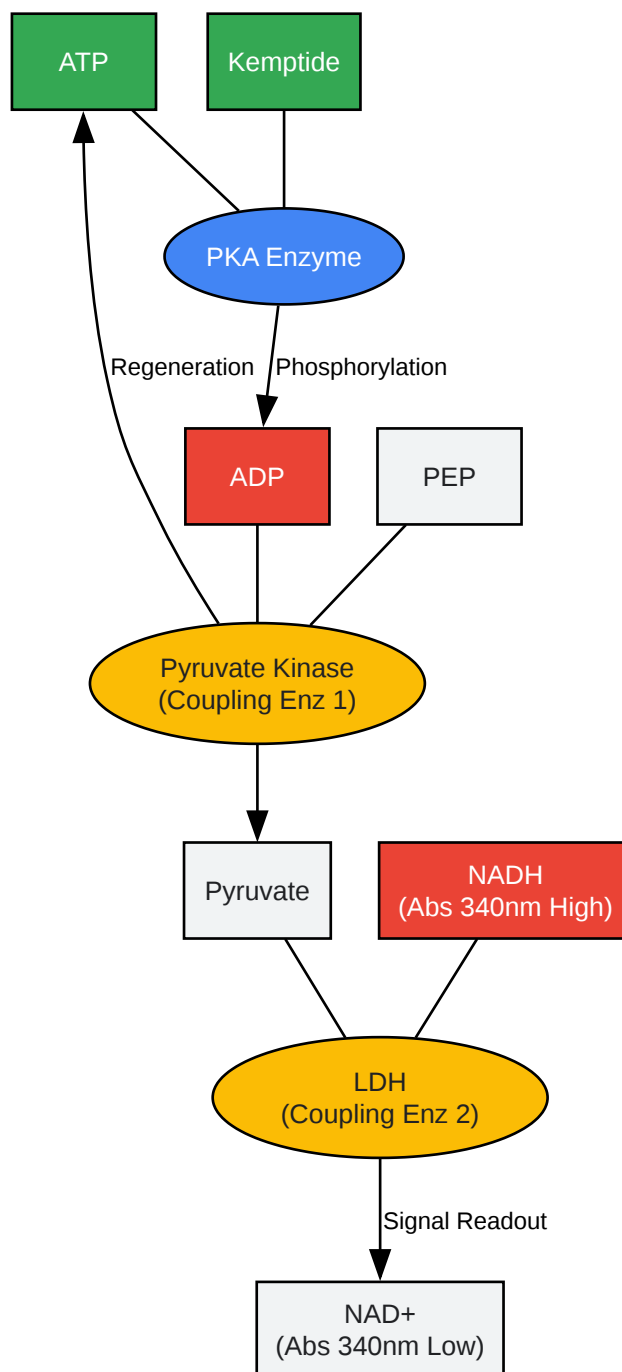 ATP
Kemptide
PKA Enzyme
Regeneration
Phosphorylation
ADP
PEP
Pyruvate Kinase
(Coupling Enz 1)
Pyruvate
NADH
(Abs 340nm High)
LDH
(Coupling Enz 2)
Signal Readout
NAD+
(Abs 340nm Low)